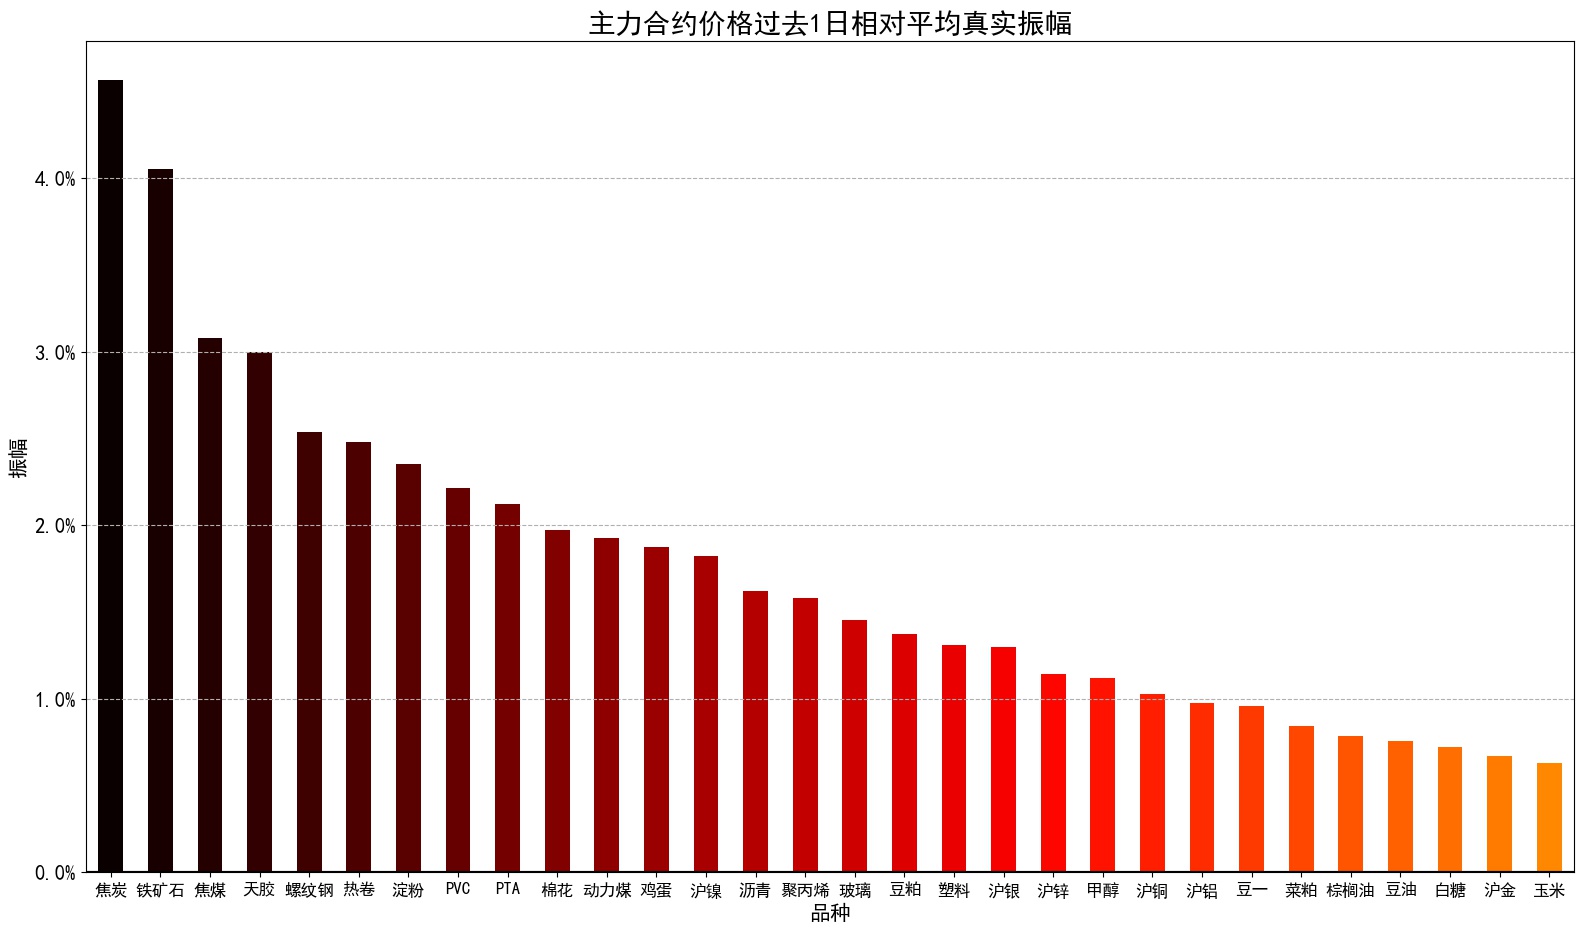 主力合约价格过去1日相对平均真实振幅
振幅
4.0%
3.0%
2.0%
1.0%
0.0%
焦炭 铁矿石 焦煤 天胶 螺纹钢 热卷 淀粉 PVC PTA 棉花 动力煤 鸡蛋 沪镍 沥青 聚丙烯 玻璃 豆粕 塑料 沪银 沪锌 甲醇 沪铜 沪铝 豆一 菜粕 棕榈油 豆油 白糖 沪金 玉米
品种